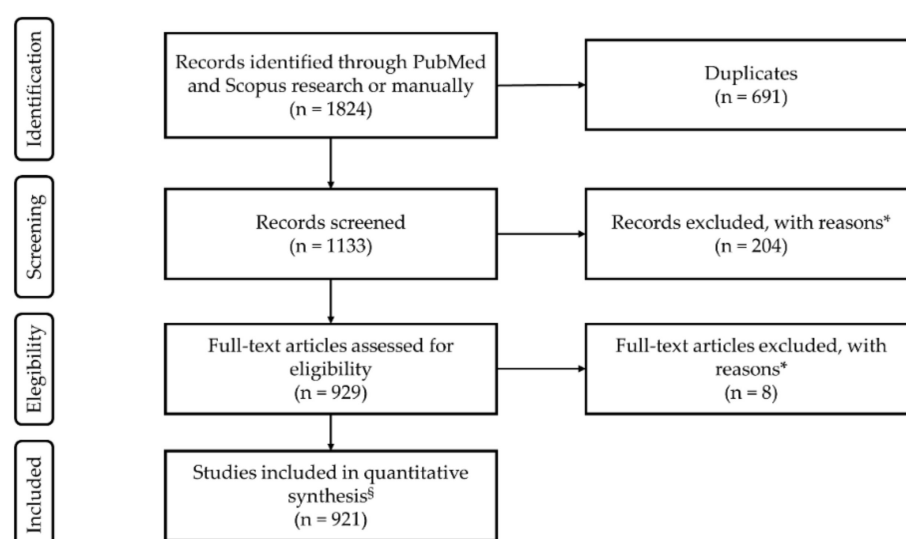 Identification
Records identified through PubMed
and Scopus research or manually
(n = 1824)
Duplicates
(n = 691)
Screening
Records screened
(n = 1133)
Records excluded, with reasons*
(n = 204)
Elegibility
Full-text articles assessed for
eligibility
(n = 929)
Full-text articles excluded, with
reasons*
(n = 8)
Included
Studies included in quantitative
synthesis§
(n = 921)